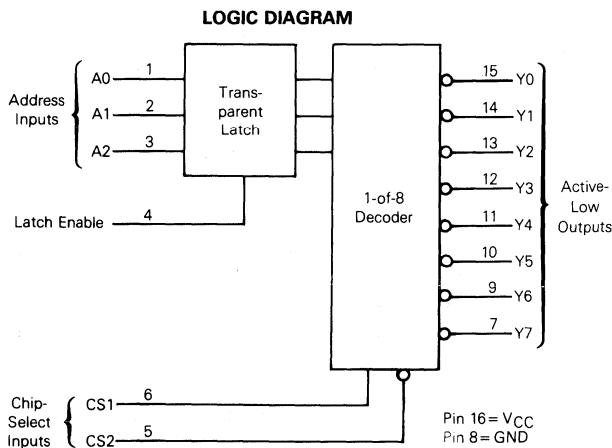 LOGIC DIAGRAM
Address
Inputs
A0
1
A1
2
A2
3
Trans-
parent
Latch
Latch Enable
4
1-of-8
Decoder
15
Y0
14
Y1
13
Y2
12
Y3
11
Y4
10
Y5
9
Y6
7
Y7
Active-
Low
Outputs
Chip-
Select
Inputs
CS1
6
CS2
5
Pin 16 = VCC
Pin 8 = GND